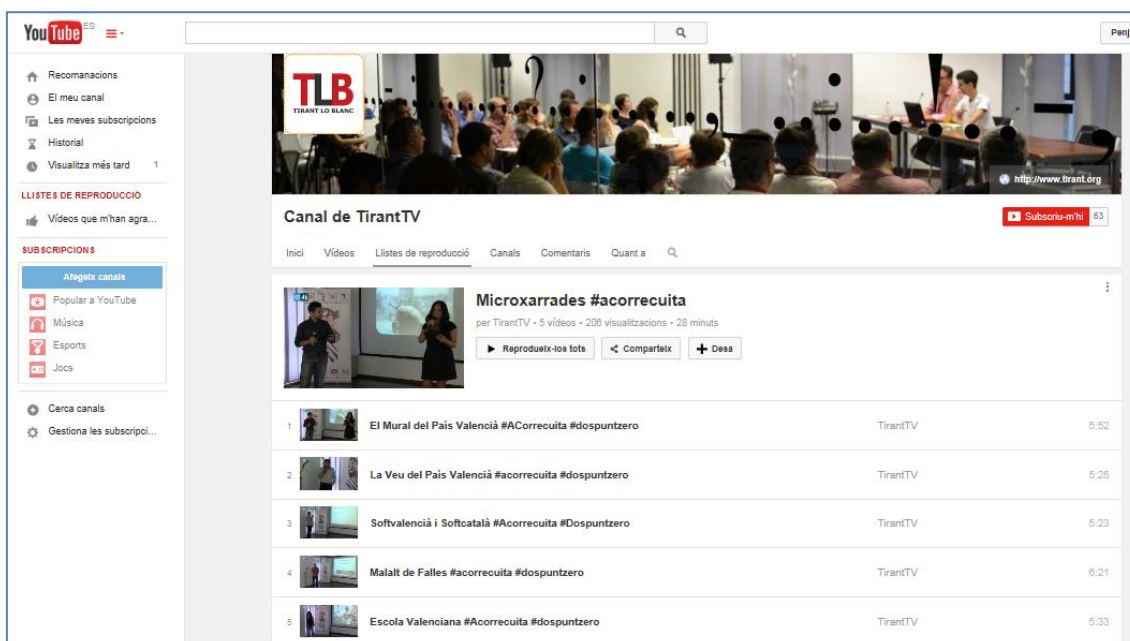 YouTube ES
Penj
Recomanacions
El meu canal
Les meves subscripcions
Historial
Visualitza més tard 1
LLISTES DE REPRODUCCIÓ
Vídeos que m'han agra...
SUBSCRIPCIONS
Afegeix canals
Popular a YouTube
Música
Esports
Jocs
Cerca canals
Gestiona les subscripci...
TLB
TIRANT LO BLANC
http://www.tirant.org
Canal de TirantTV
Subscriu-m'hi 63
Inici Vídeos Llistes de reproducció Canals Comentaris Quant a
Microxarrades #acorrecuita
per TirantTV • 5 vídeos • 206 visualitzacions • 28 minuts
Reprodueix-los tots Comparteix Desa
1 El Mural del País Valencià #ACorrecuita #dospuntzero TirantTV 5:52
2 La Veu del País Valencià #acorrecuita #dospuntzero TirantTV 5:25
3 Softvalencià i Softcatalà #Acorrecuita #Dospuntzero TirantTV 5:23
4 Malalt de Falles #acorrecuita #dospuntzero TirantTV 6:21
5 Escola Valenciana #Acorrecuita #dospuntzero TirantTV 5:33